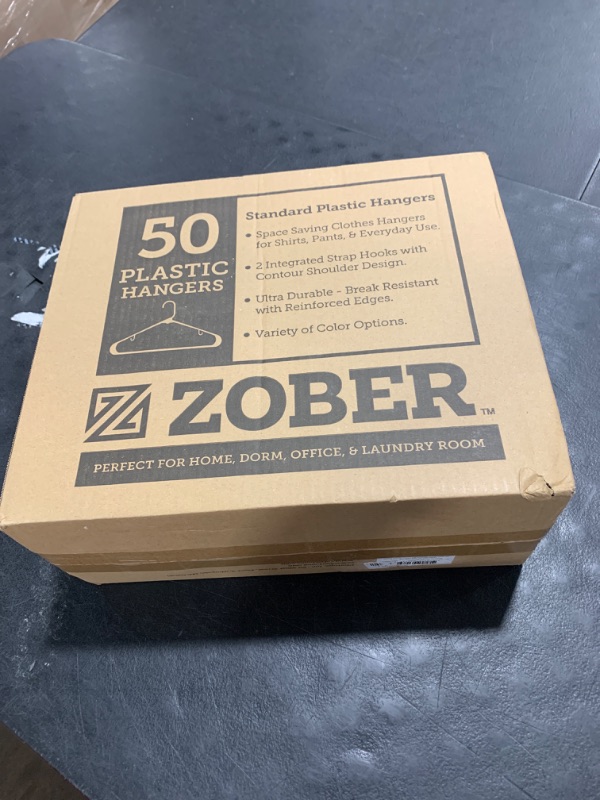 50
PLASTIC
HANGERS
Standard Plastic Hangers
• Space Saving Clothes Hangers
for Shirts, Pants, & Everyday Use.
• 2 Integrated Strap Hooks with
Contour Shoulder Design.
• Ultra Durable - Break Resistant
with Reinforced Edges.
• Variety of Color Options.
ZOBER™
PERFECT FOR HOME, DORM, OFFICE, & LAUNDRY ROOM